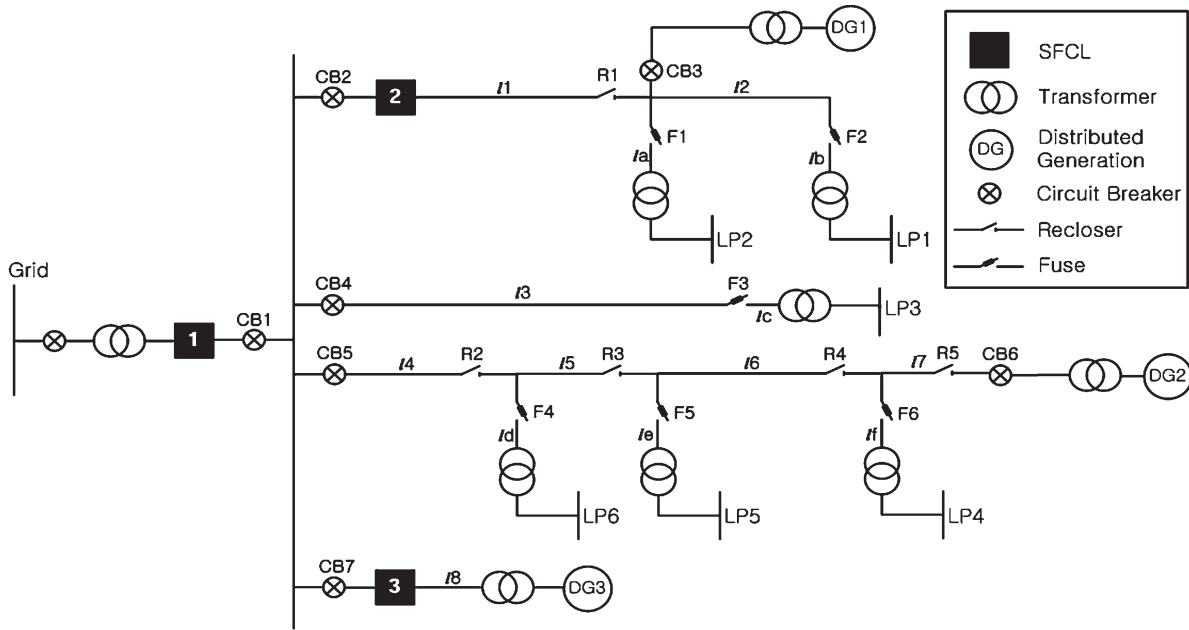 DG1
CB3
CB2
2
l1
R1
l2
F1
F2
la
lb
LP2
LP1
SFCL
Transformer
DG
Distributed
Generation
Circuit Breaker
Recloser
Fuse
Grid
1
CB1
CB4
l3
F3
lc
LP3
CB5
l4
R2
l5
R3
l6
R4
l7
R5
CB6
DG2
F4
F5
F6
ld
le
lf
LP6
LP5
LP4
CB7
3
l8
DG3